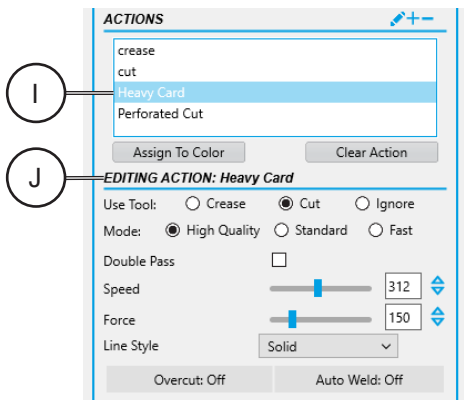 ACTIONS
crease
cut
I
Heavy Card
Perforated Cut
Assign To Color Clear Action
J
EDITING ACTION: Heavy Card
Use Tool: Crease Cut Ignore
Mode: High Quality Standard Fast
Double Pass
Speed 312
Force 150
Line Style Solid
Overcut: Off Auto Weld: Off